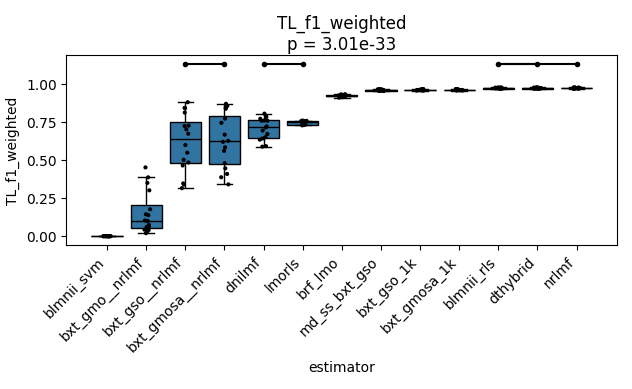 TL_f1_weighted
p = 3.01e-33
TL_f1_weighted
1.00
0.75
0.50
0.25
0.00
blmnii_svm
bxt_gmo__nrlmf
bxt_gso__nrlmf
bxt_gmosa__nrlmf
dnilmf
lmorls
brf_lmo
md_ss_bxt_gso
bxt_gso_1k
bxt_gmosa_1k
blmnii_rls
dthybrid
nrlmf
estimator